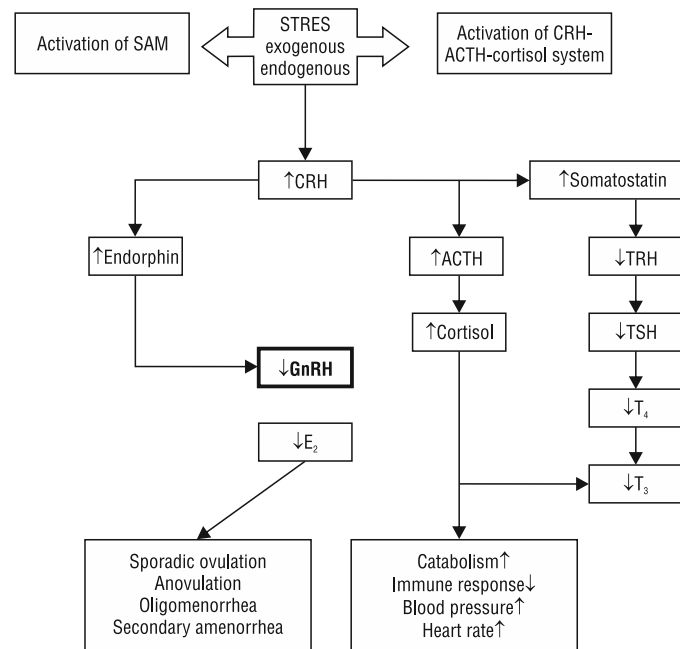 Activation of SAM
STRES
exogenous
endogenous
Activation of CRH-
ACTH-cortisol system
↑CRH
↑Somatostatin
↑Endorphin
↑ACTH
↓TRH
↑Cortisol
↓TSH
↓GnRH
↓T₄
↓E₂
↓T₃
Sporadic ovulation
Anovulation
Oligomenorrhea
Secondary amenorrhea
Catabolism↑
Immune response↓
Blood pressure↑
Heart rate↑